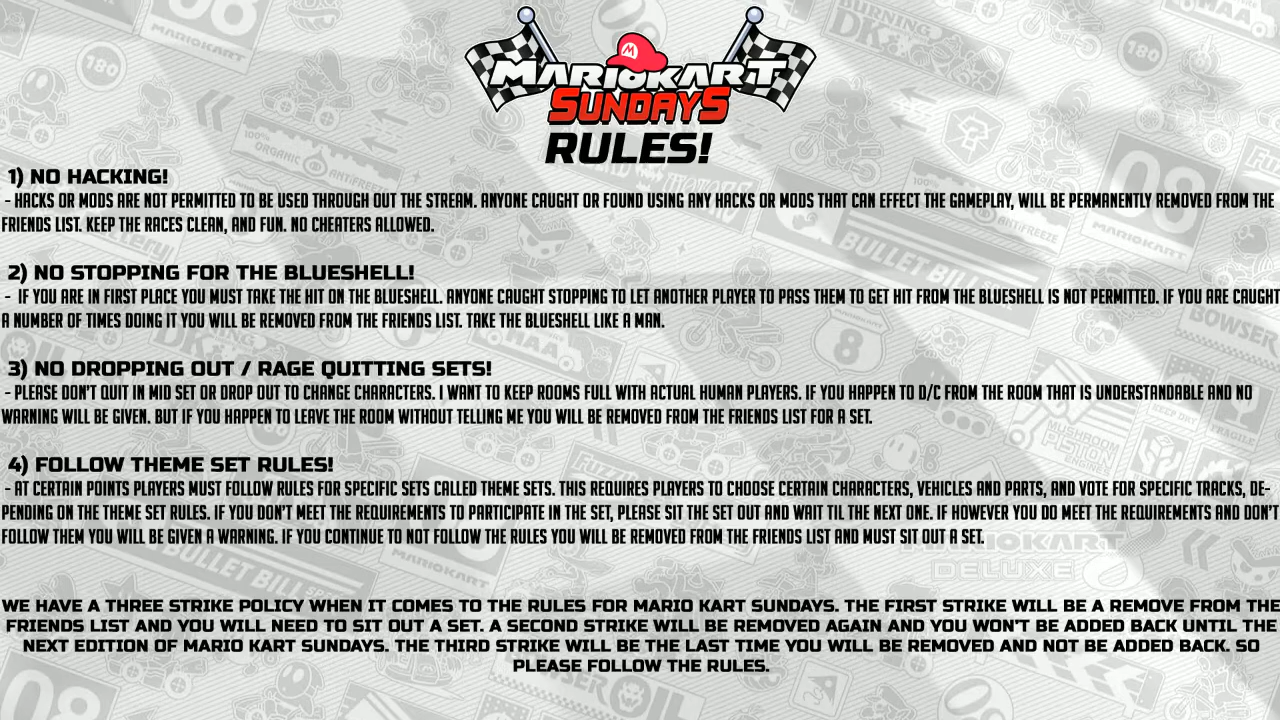 MARIOKART
SUNDAYS
RULES!
1) NO HACKING!
- HACKS OR MODS ARE NOT PERMITTED TO BE USED THROUGH OUT THE STREAM. ANYONE CAUGHT OR FOUND USING ANY HACKS OR MODS THAT CAN EFFECT THE GAMEPLAY, WILL BE PERMANENTLY REMOVED FROM THE
FRIENDS LIST. KEEP THE RACES CLEAN, AND FUN. NO CHEATERS ALLOWED.
2) NO STOPPING FOR THE BLUESHELL!
- IF YOU ARE IN FIRST PLACE YOU MUST TAKE THE HIT ON THE BLUESHELL. ANYONE CAUGHT STOPPING TO LET ANOTHER PLAYER TO PASS THEM TO GET HIT FROM THE BLUESHELL IS NOT PERMITTED. IF YOU ARE CAUGHT
A NUMBER OF TIMES DOING IT YOU WILL BE REMOVED FROM THE FRIENDS LIST. TAKE THE BLUESHELL LIKE A MAN.
3) NO DROPPING OUT / RAGE QUITTING SETS!
- PLEASE DON'T QUIT IN MID SET OR DROP OUT TO CHANGE CHARACTERS. I WANT TO KEEP ROOMS FULL WITH ACTUAL HUMAN PLAYERS. IF YOU HAPPEN TO D/C FROM THE ROOM THAT IS UNDERSTANDABLE AND NO
WARNING WILL BE GIVEN. BUT IF YOU HAPPEN TO LEAVE THE ROOM WITHOUT TELLING ME YOU WILL BE REMOVED FROM THE FRIENDS LIST FOR A SET.
4) FOLLOW THEME SET RULES!
- AT CERTAIN POINTS PLAYERS MUST FOLLOW RULES FOR SPECIFIC SETS CALLED THEME SETS. THIS REQUIRES PLAYERS TO CHOOSE CERTAIN CHARACTERS, VEHICLES AND PARTS, AND VOTE FOR SPECIFIC TRACKS, DE-
PENDING ON THE THEME SET RULES. IF YOU DON'T MEET THE REQUIREMENTS TO PARTICIPATE IN THE SET, PLEASE SIT THE SET OUT AND WAIT TIL THE NEXT ONE. IF HOWEVER YOU DO MEET THE REQUIREMENTS AND DON'T
FOLLOW THEM YOU WILL BE GIVEN A WARNING. IF YOU CONTINUE TO NOT FOLLOW THE RULES YOU WILL BE REMOVED FROM THE FRIENDS LIST AND MUST SIT OUT A SET.
WE HAVE A THREE STRIKE POLICY WHEN IT COMES TO THE RULES FOR MARIO KART SUNDAYS. THE FIRST STRIKE WILL BE A REMOVE FROM THE
FRIENDS LIST AND YOU WILL NEED TO SIT OUT A SET. A SECOND STRIKE WILL BE REMOVED AGAIN AND YOU WON'T BE ADDED BACK UNTIL THE
NEXT EDITION OF MARIO KART SUNDAYS. THE THIRD STRIKE WILL BE THE LAST TIME YOU WILL BE REMOVED AND NOT BE ADDED BACK. SO
PLEASE FOLLOW THE RULES.